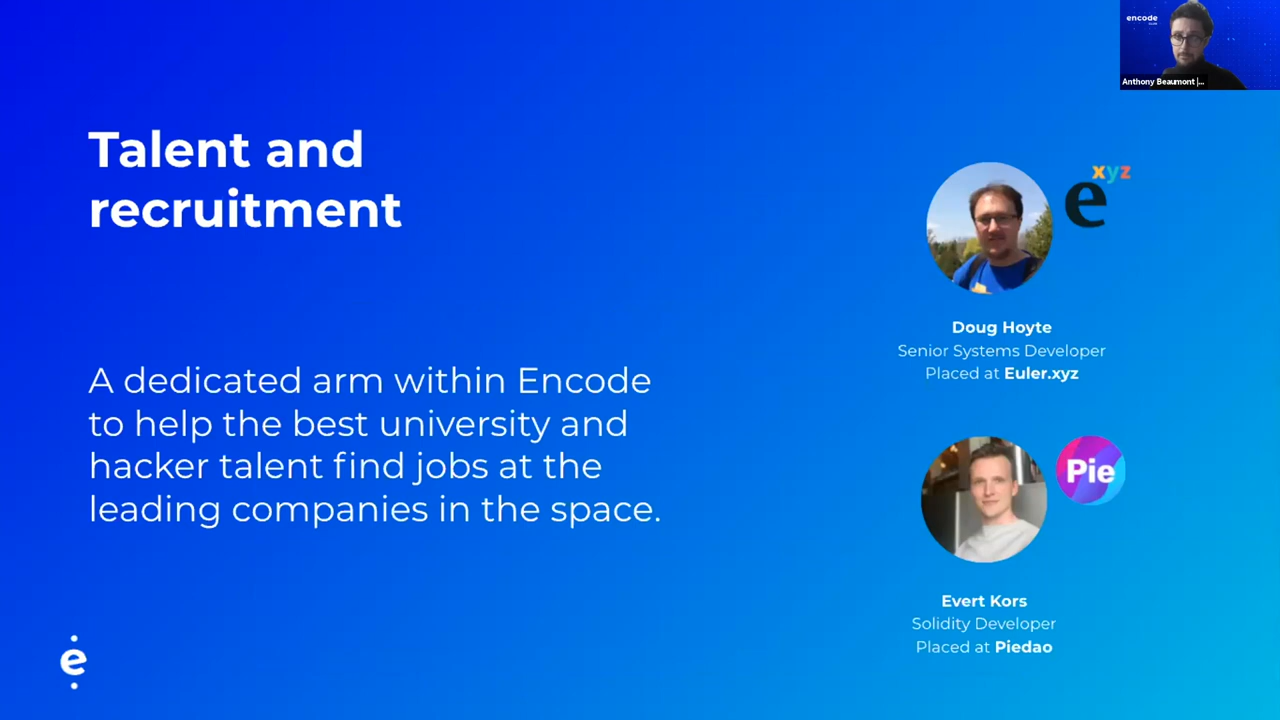 Talent and
recruitment
A dedicated arm within Encode
to help the best university and
hacker talent find jobs at the
leading companies in the space.
e
encode
Anthony Beaumont |...
xyz
e
Doug Hoyte
Senior Systems Developer
Placed at Euler.xyz
Pie
Evert Kors
Solidity Developer
Placed at Piedao